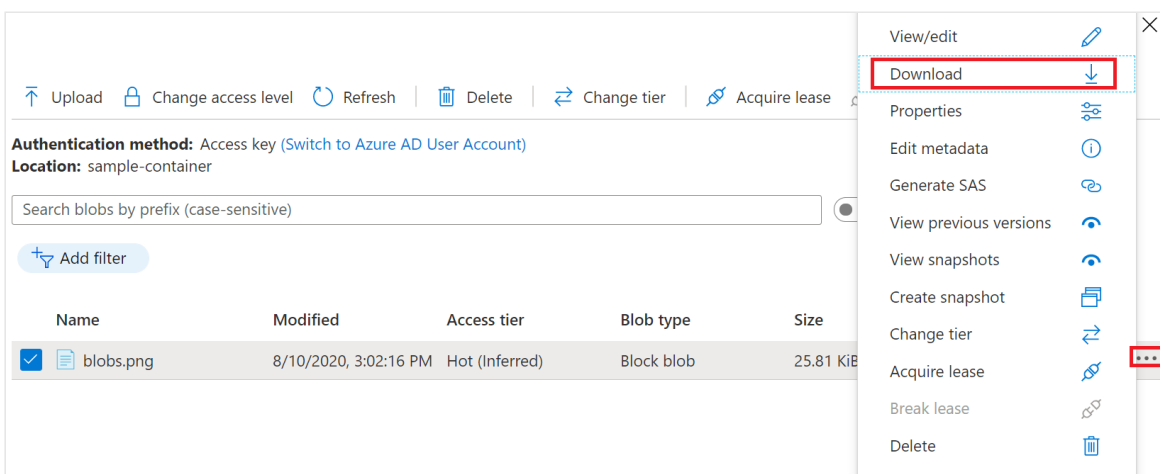 Upload Change access level Refresh Delete Change tier Acquire lease
Authentication method: Access key (Switch to Azure AD User Account)
Location: sample-container
Search blobs by prefix (case-sensitive)
Add filter
Name Modified Access tier Blob type Size
blobs.png 8/10/2020, 3:02:16 PM Hot (Inferred) Block blob 25.81 KiB
View/edit
Download
Properties
Edit metadata
Generate SAS
View previous versions
View snapshots
Create snapshot
Change tier
Acquire lease
Break lease
Delete